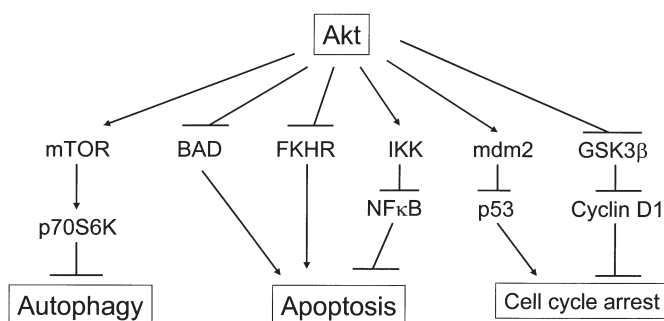 Akt
mTOR BAD FKHR IKK mdm2 GSK3β
p70S6K NFκB p53 Cyclin D1
Autophagy Apoptosis Cell cycle arrest